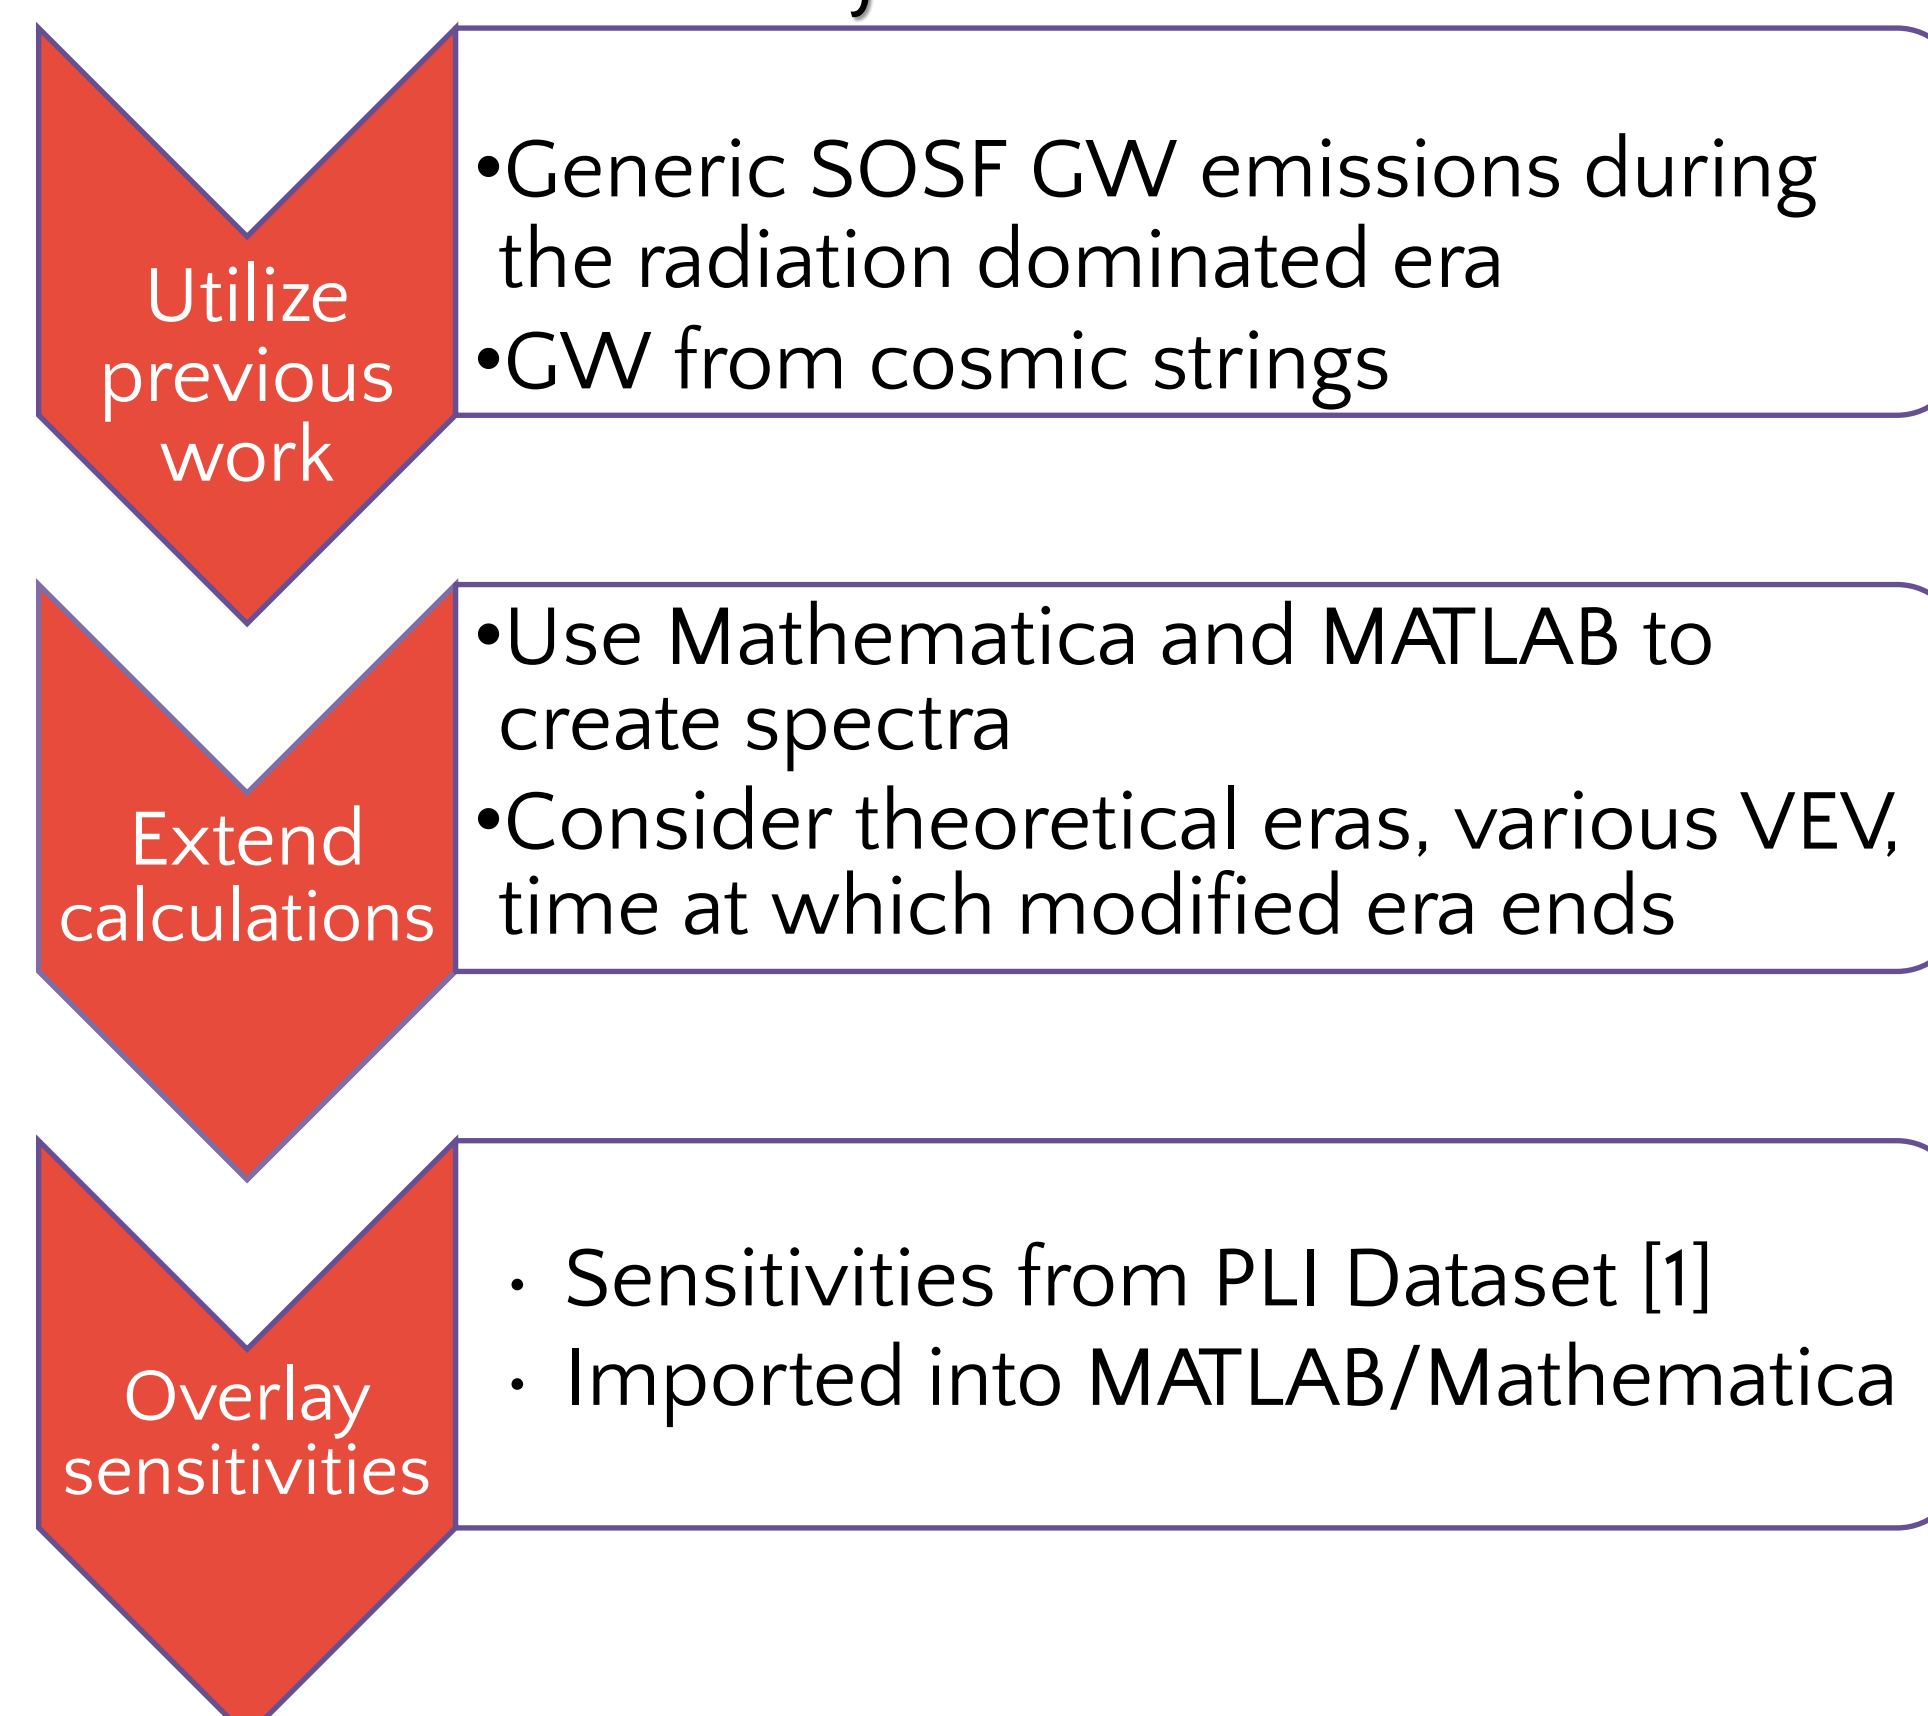 Utilize
previous
work
•Generic SOSF GW emissions during
the radiation dominated era
•GW from cosmic strings
Extend
calculations
•Use Mathematica and MATLAB to
create spectra
•Consider theoretical eras, various VEV,
time at which modified era ends
Overlay
sensitivities
• Sensitivities from PLI Dataset [1]
• Imported into MATLAB/Mathematica